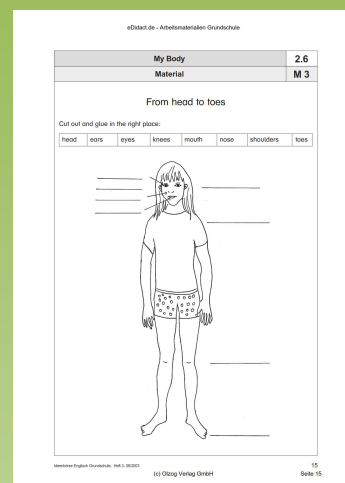 eDidact.de - Arbeitsmaterialien Grundschule
My Body 2.6
Material M 3
From head to toes
Cut out and glue in the right place:
head ears eyes knees mouth nose shoulders toes
Ideenbörse Englisch Grundschule, Heft 3, 09/2003 15
(c) Olzog Verlag GmbH Seite 15